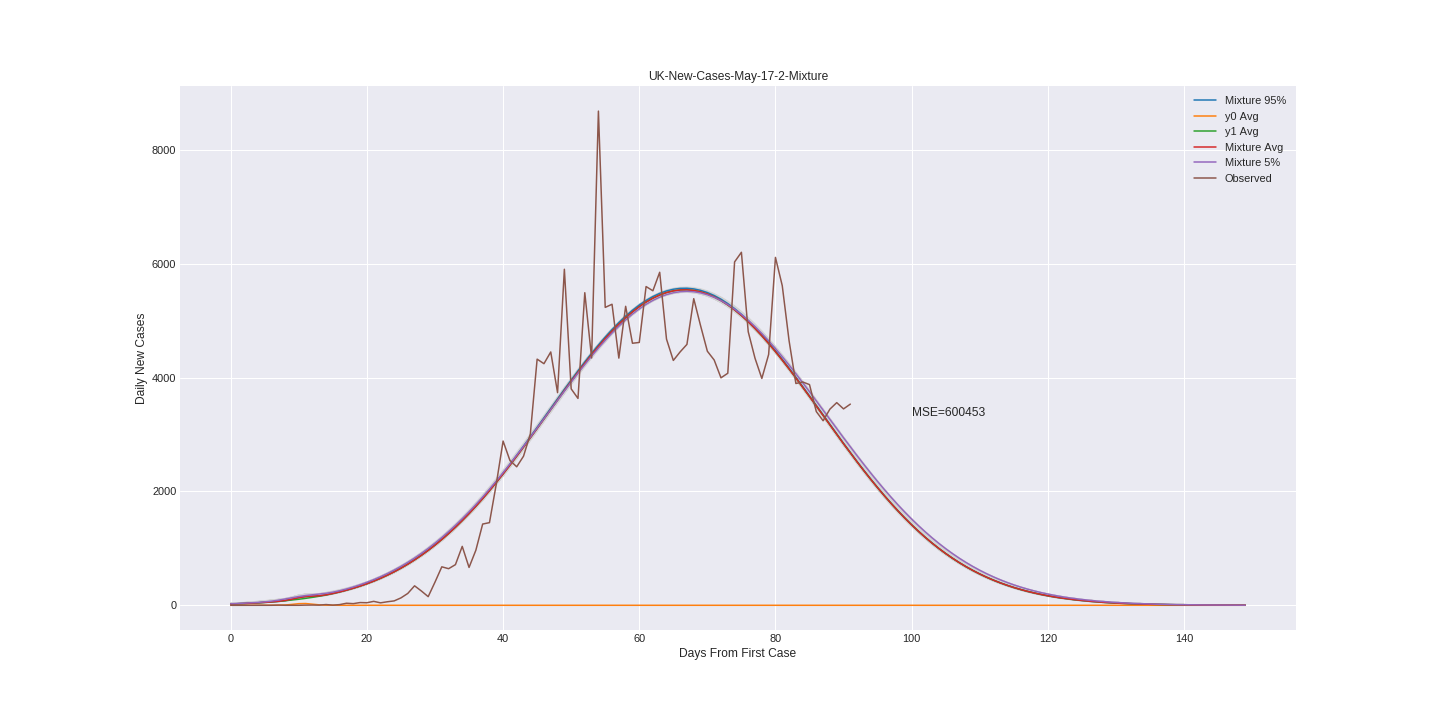 UK-New-Cases-May-17-2-Mixture
Mixture 95%
y0 Avg
y1 Avg
Mixture Avg
Mixture 5%
Observed
8000
6000
4000
2000
0
Daily New Cases
MSE=600453
0 20 40 60 80 100 120 140
Days From First Case